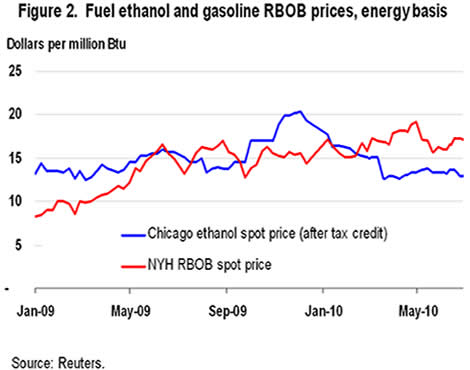 Figure 2.  Fuel ethanol and gasoline RBOB prices, energy basis
Dollars per million Btu
25
20
15
10
5
-
Chicago ethanol spot price (after tax credit)
NYH RBOB spot price
Jan-09 May-09 Sep-09 Jan-10 May-10
Source: Reuters.